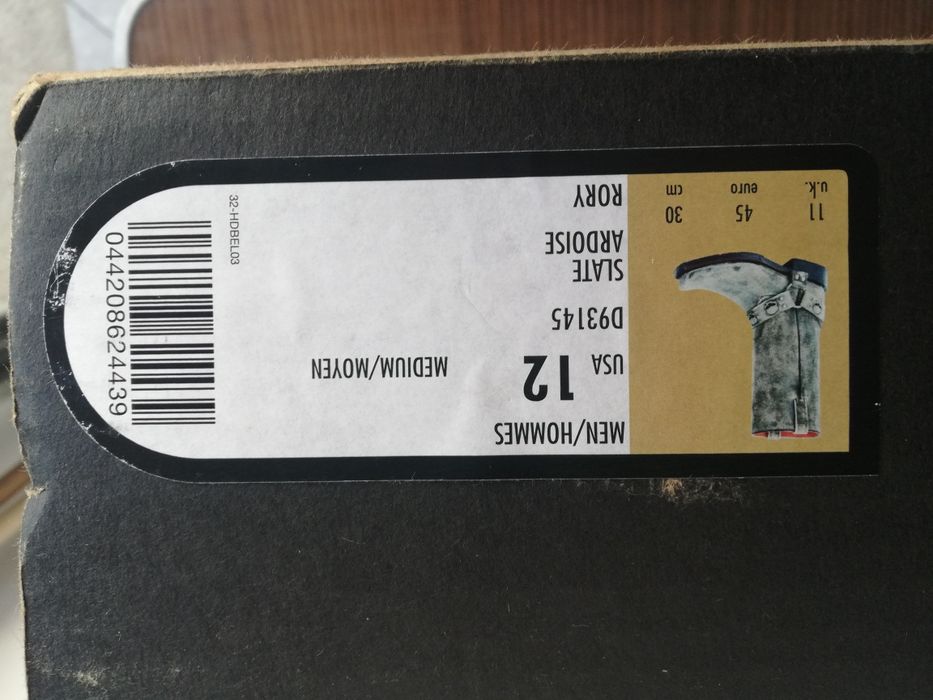 MEN/HOMMES
USA 12
MEDIUM/MOYEN
D93145
SLATE
ARDOISE
RORY
11 45 30
u.k. euro cm
044208624439
32-HDBEL03